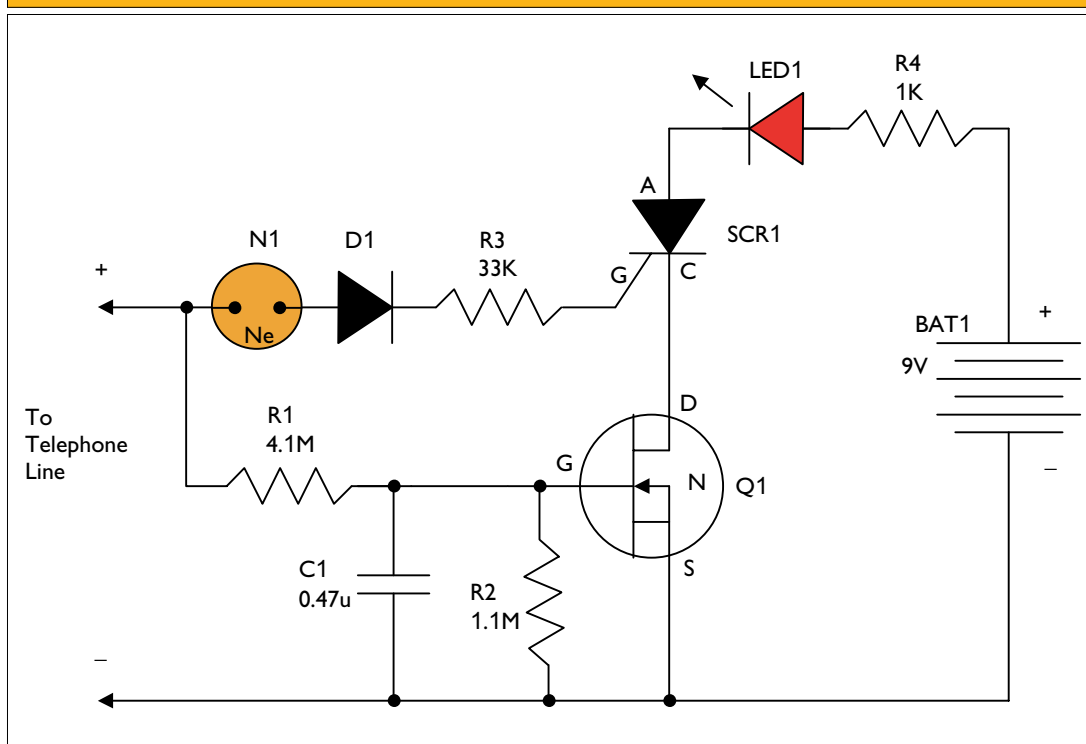 LED1
R4
1K
A
SCR1
N1
D1
R3
33K
G
C
+
Ne
BAT1
+
9V
To
Telephone
Line
R1
4.1M
D
G
N
Q1
–
S
C1
0.47u
R2
1.1M
–